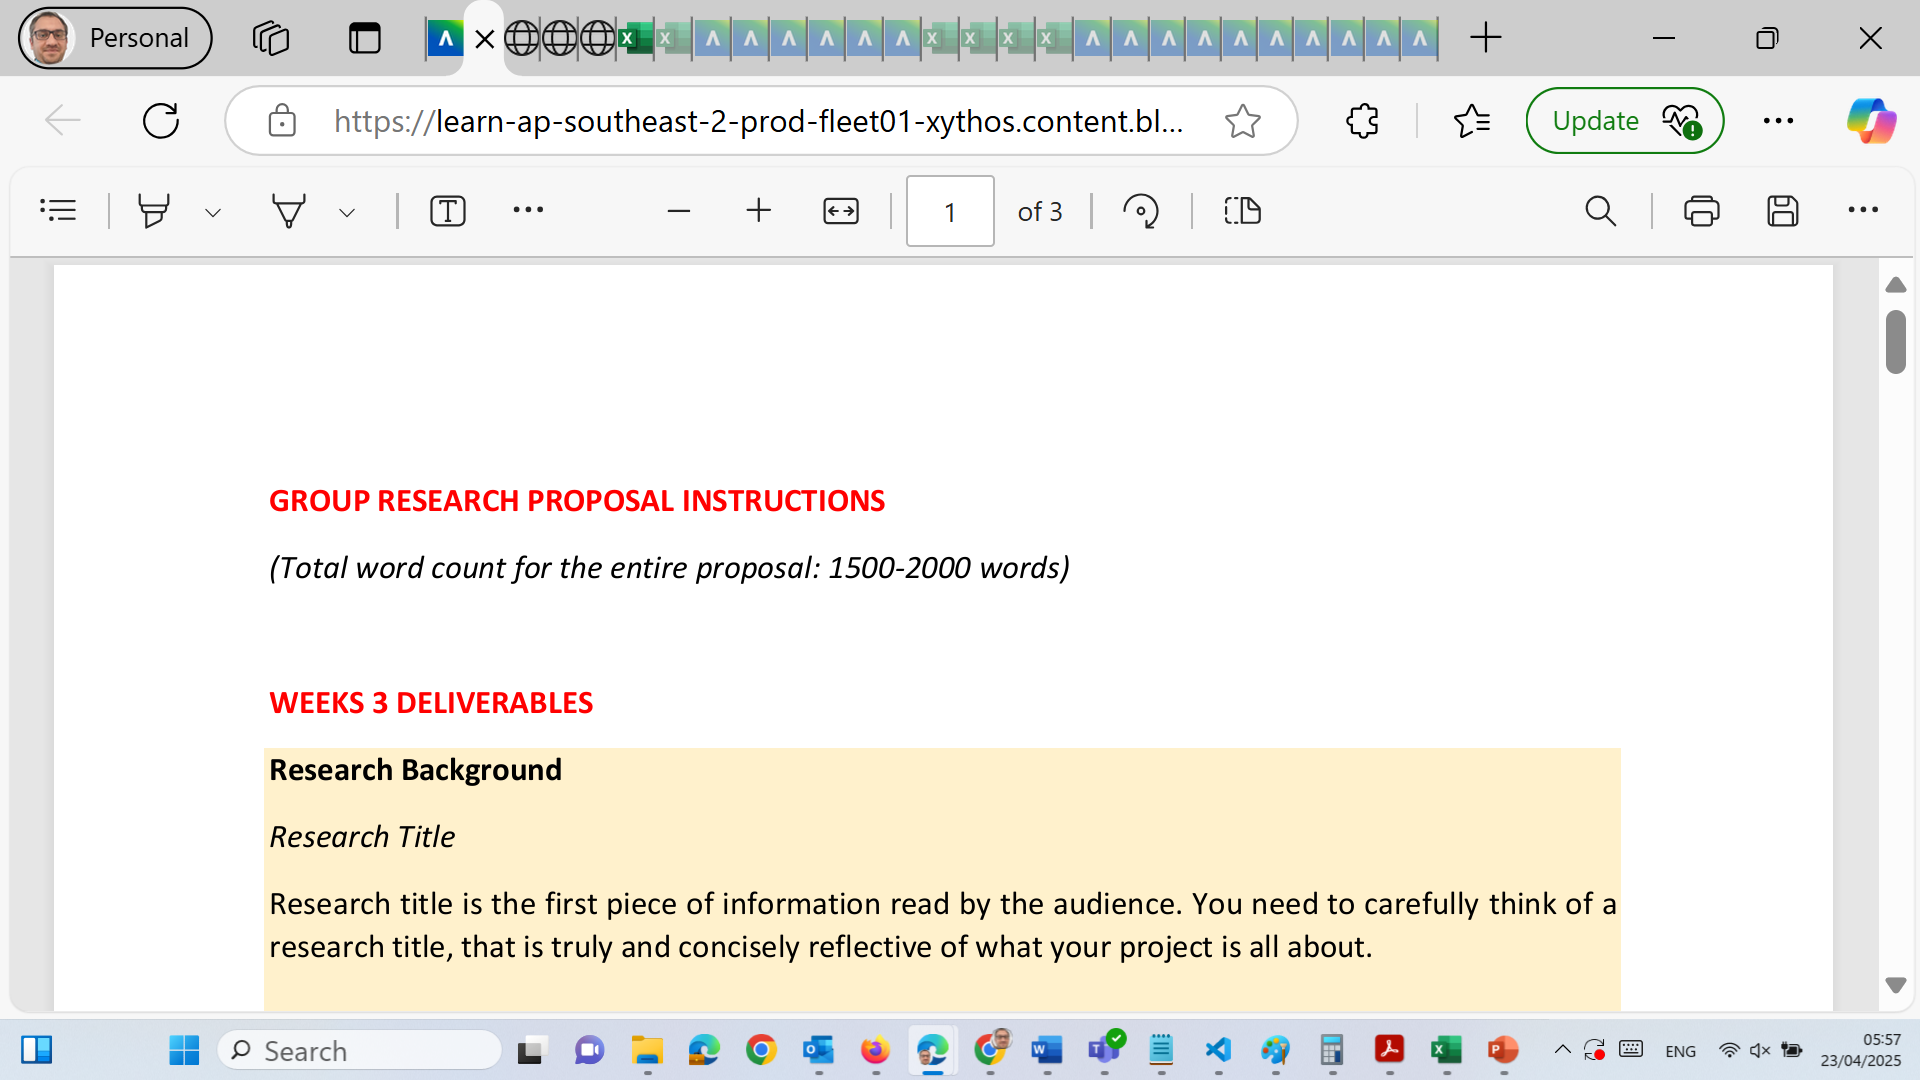 Personal
https://learn-ap-southeast-2-prod-fleet01-xythos.content.bl...
Update
1 of 3
GROUP RESEARCH PROPOSAL INSTRUCTIONS
(Total word count for the entire proposal: 1500-2000 words)
WEEKS 3 DELIVERABLES
Research Background
Research Title
Research title is the first piece of information read by the audience. You need to carefully think of a
research title, that is truly and concisely reflective of what your project is all about.
Search
ENG
05:57
23/04/2025